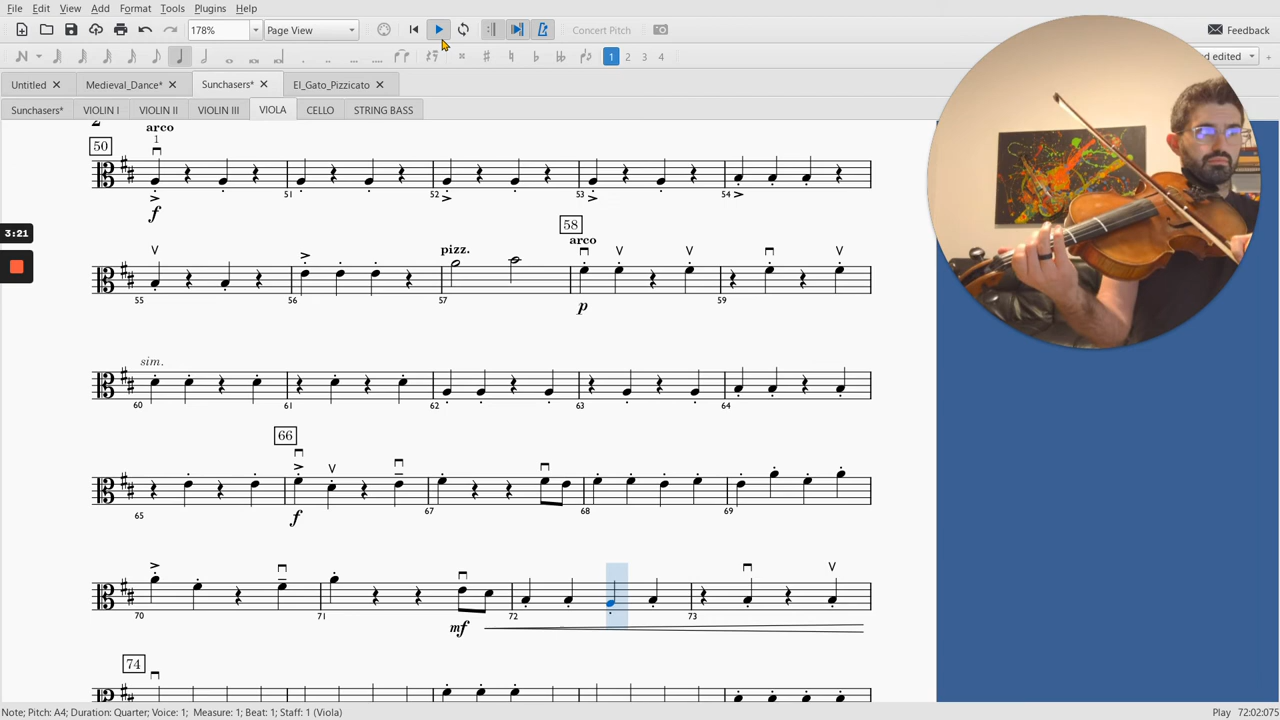 File Edit View Add Format Tools Plugins Help
178% Page View Concert Pitch Feedback
1 2 3 4 edited
Untitled Medieval_Dance* Sunchasers* El_Gato_Pizzicato
Sunchasers* VIOLIN I VIOLIN II VIOLIN III VIOLA CELLO STRING BASS
2
arco
50 1
51 52 53 54
f
3:21
58
pizz. arco
55 56 57 59
p
sim.
60 61 62 63 64
66
65 67 68 69
f
70 71 72 73
mf
74
Note; Pitch: A4; Duration: Quarter; Voice: 1; Measure: 1; Beat: 1; Staff: 1 (Viola) Play 72:02:075